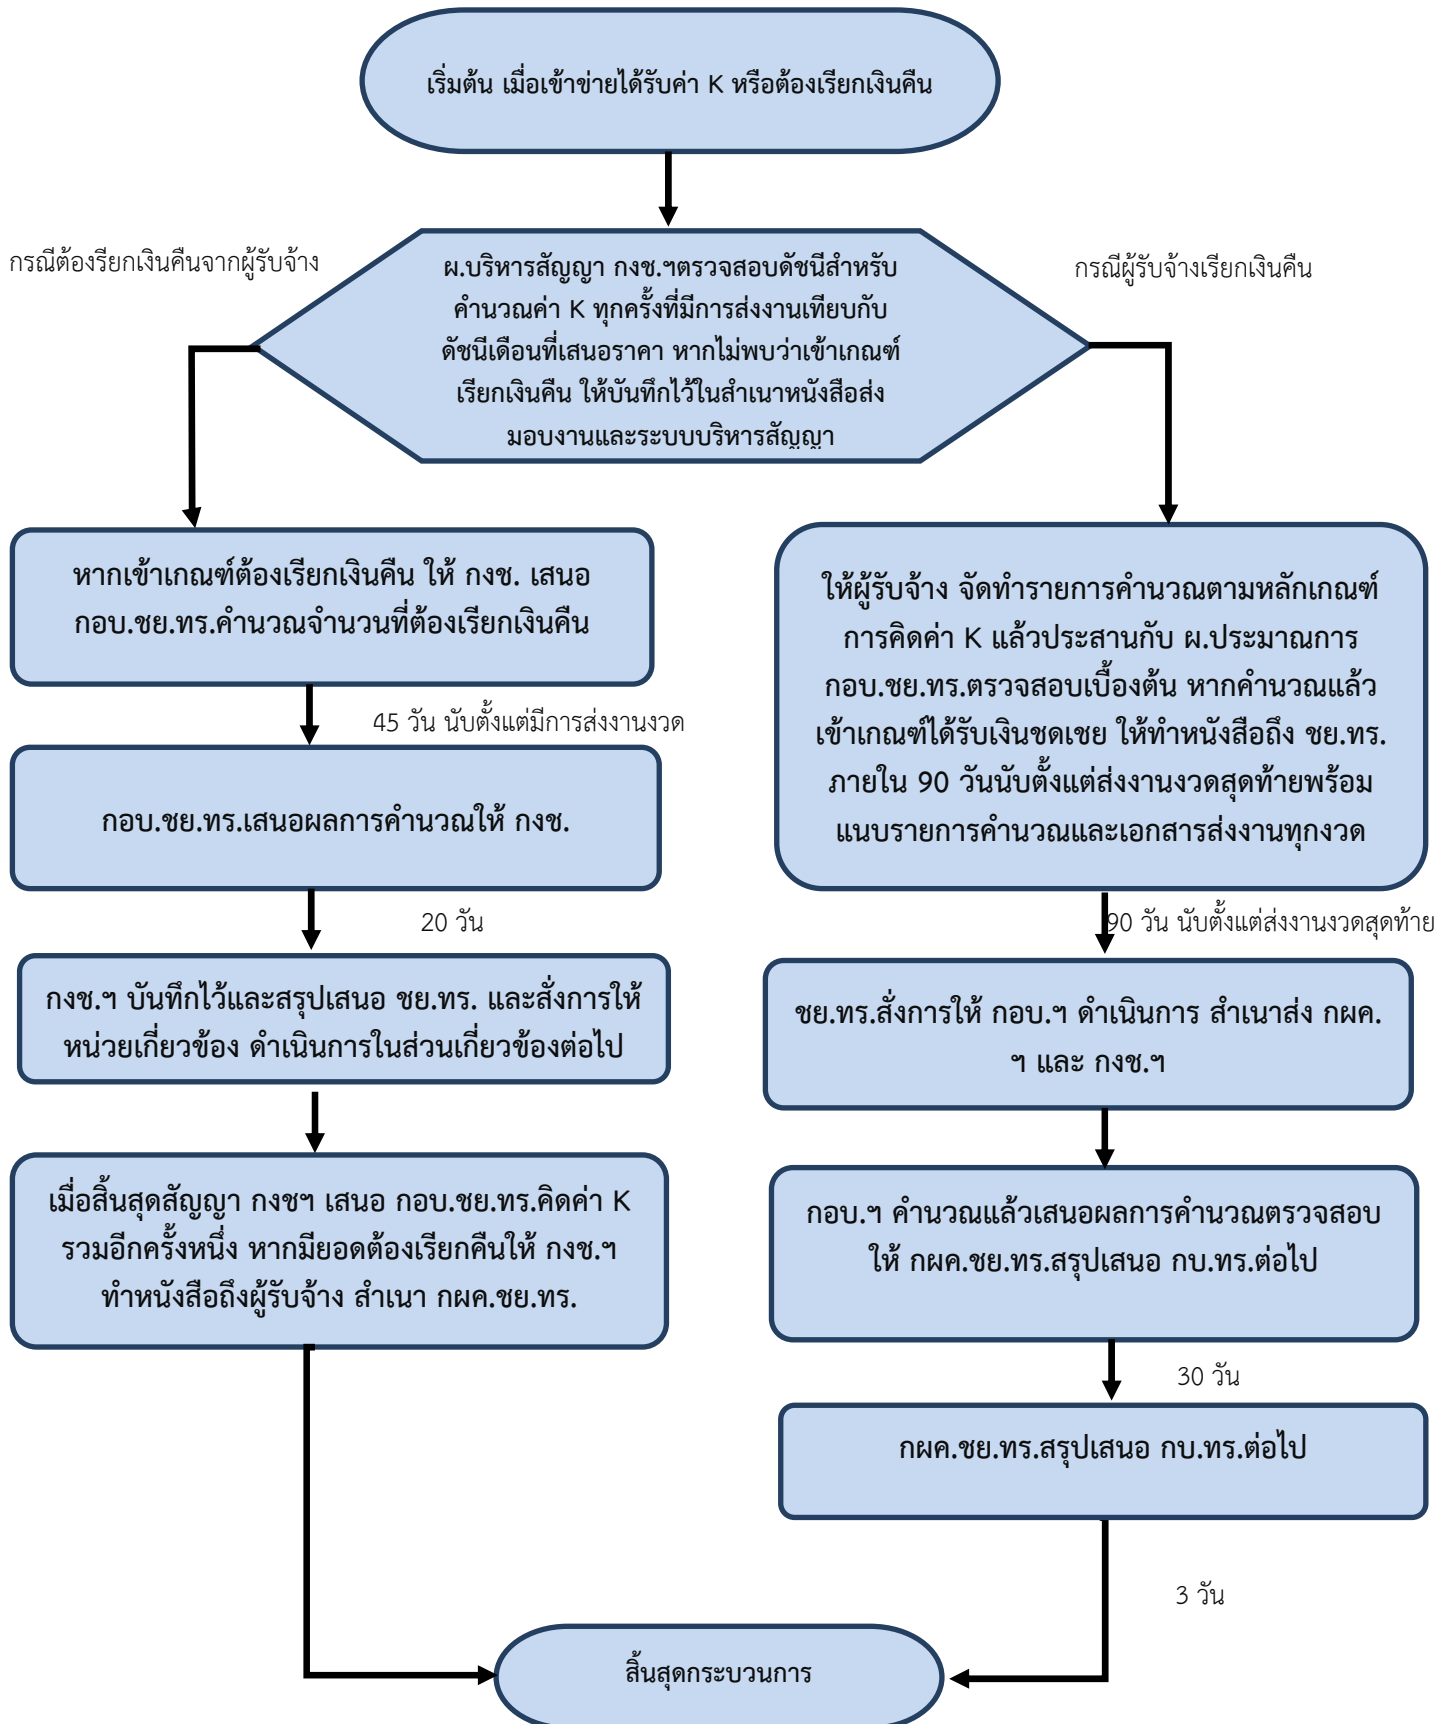 เริ่มต้น เมื่อเข้าข่ายได้รับค่า K หรือต้องเรียกเงินคืน
กรณีต้องรียกเงินคืนจากผู้รับจ้าง
ผ.บริหารสัญญา กงช.ฯตรวจสอบดัชนีสำหรับ
คำนวณค่า K ทุกครั้งที่มีการส่งงานเทียบกับ
ดัชนีเดือนที่เสนอราคา หากไม่พบว่าเข้าเกณฑ์
เรียกเงินคืน ให้บันทึกไว้ในสำเนาหนังสือส่ง
มอบงานและระบบบริหารสัญญา
กรณีผู้รับจ้างเรียกเงินคืน
หากเข้าเกณฑ์ต้องเรียกเงินคืน ให้ กงช. เสนอ
กอบ.ชย.ทร.คำนวณจำนวนที่ต้องเรียกเงินคืน
45 วัน นับตั้งแต่มีการส่งงานงวด
กอบ.ชย.ทร.เสนอผลการคำนวณให้ กงช.
20 วัน
กงช.ฯ บันทึกไว้และสรุปเสนอ ชย.ทร. และสั่งการให้
หน่วยเกี่ยวข้อง ดำเนินการในส่วนเกี่ยวข้องต่อไป
เมื่อสิ้นสุดสัญญา กงชฯ เสนอ กอบ.ชย.ทร.คิดค่า K
รวมอีกครั้งหนึ่ง หากมียอดต้องเรียกคืนให้ กงช.ฯ
ทำหนังสือถึงผู้รับจ้าง สำเนา กผค.ชย.ทร.
ให้ผู้รับจ้าง จัดทำรายการคำนวณตามหลักเกณฑ์
การคิดค่า K แล้วประสานกับ ผ.ประมาณการ
กอบ.ชย.ทร.ตรวจสอบเบื้องต้น หากคำนวณแล้ว
เข้าเกณฑ์ได้รับเงินชดเชย ให้ทำหนังสือถึง ชย.ทร.
ภายใน 90 วันนับตั้งแต่ส่งงานงวดสุดท้ายพร้อม
แนบรายการคำนวณและเอกสารส่งงานทุกงวด
90 วัน นับตั้งแต่ส่งงานงวดสุดท้าย
ชย.ทร.สั่งการให้ กอบ.ฯ ดำเนินการ สำเนาส่ง กผค.
ฯ และ กงช.ฯ
กอบ.ฯ คำนวณแล้วเสนอผลการคำนวณตรวจสอบ
ให้ กผค.ชย.ทร.สรุปเสนอ กบ.ทร.ต่อไป
30 วัน
กผค.ชย.ทร.สรุปเสนอ กบ.ทร.ต่อไป
3 วัน
สิ้นสุดกระบวนการ